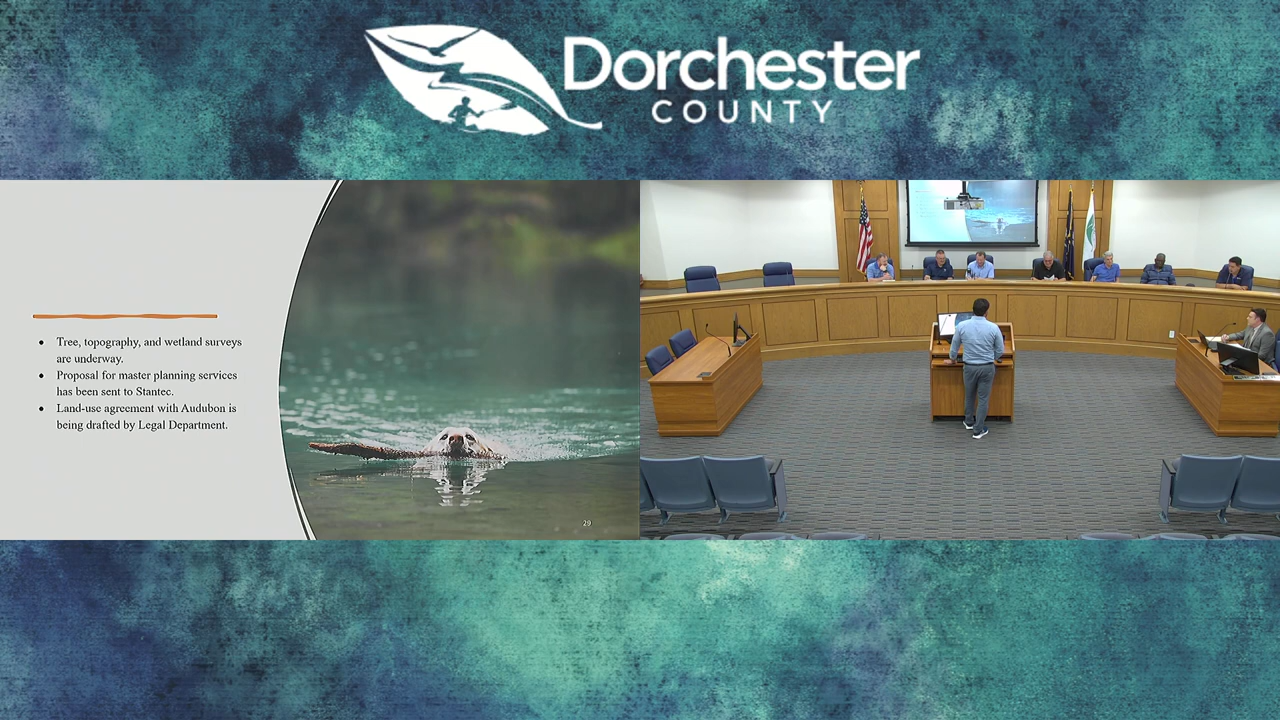 Dorchester
COUNTY
• Tree, topography, and wetland surveys
are underway.
• Proposal for master planning services
has been sent to Stantec.
• Land-use agreement with Audubon is
being drafted by Legal Department.
29